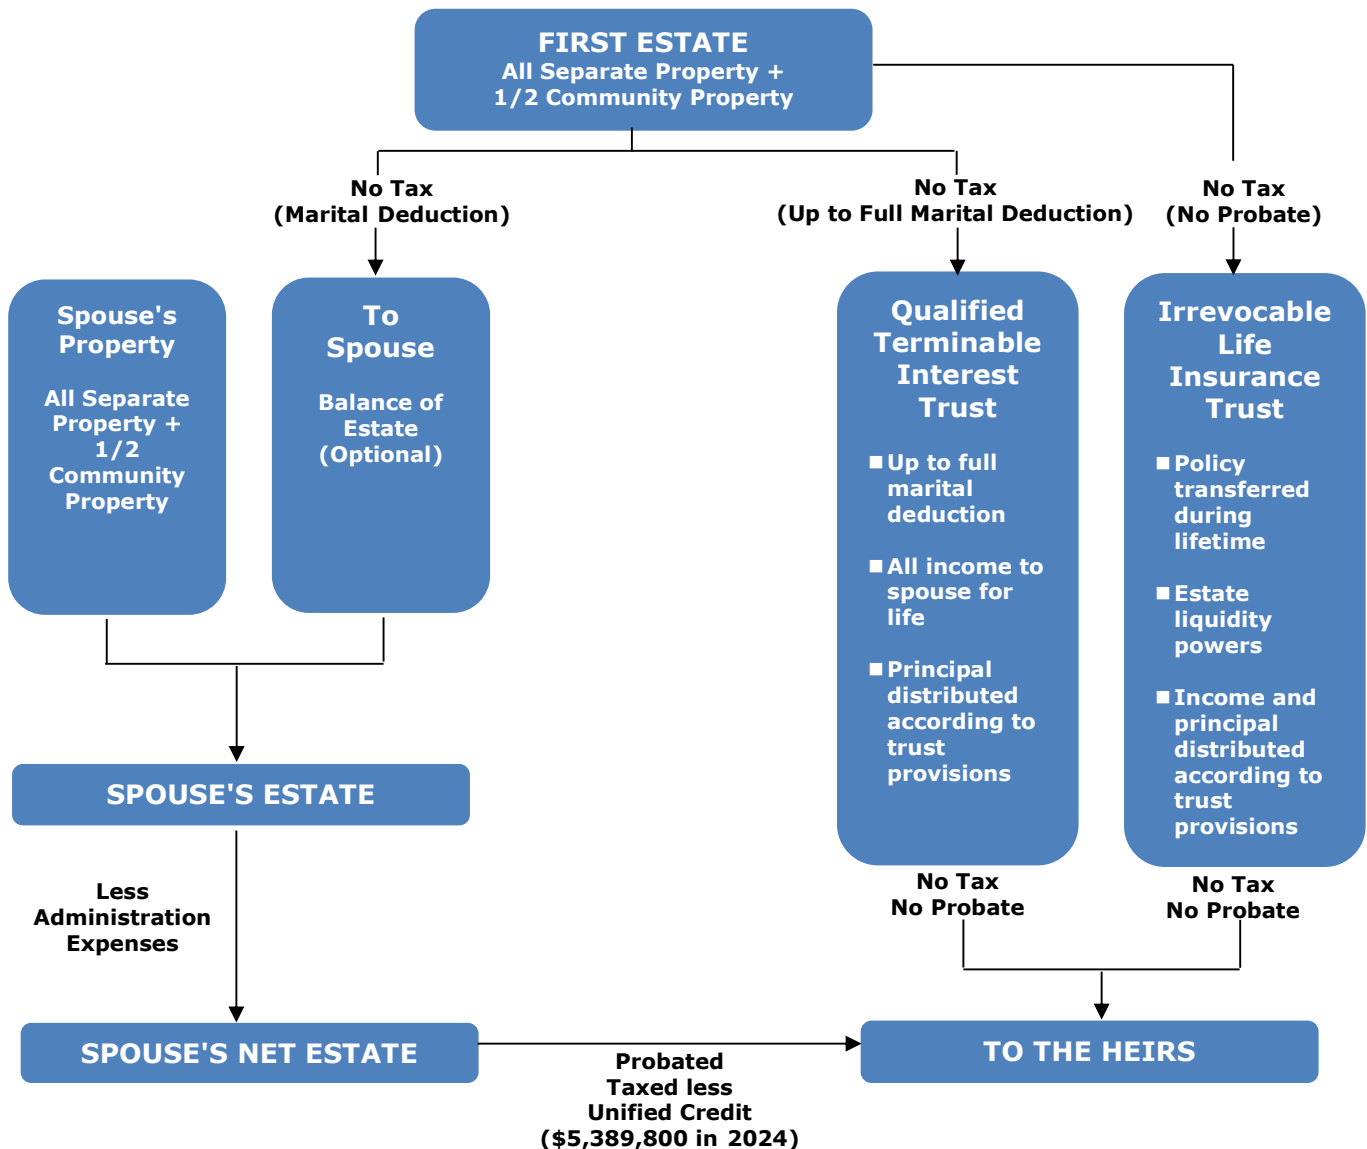 FIRST ESTATE
All Separate Property +
1/2 Community Property
No Tax
(Marital Deduction)
No Tax
(Up to Full Marital Deduction)
No Tax
(No Probate)
Spouse's
Property
All Separate
Property +
1/2
Community
Property
To
Spouse
Balance of
Estate
(Optional)
Qualified
Terminable
Interest
Trust
■ Up to full
marital
deduction
■ All income to
spouse for
life
■ Principal
distributed
according to
trust
provisions
Irrevocable
Life
Insurance
Trust
■ Policy
transferred
during
lifetime
■ Estate
liquidity
powers
■ Income and
principal
distributed
according to
trust
provisions
SPOUSE'S ESTATE
Less
Administration
Expenses
No Tax
No Probate
No Tax
No Probate
SPOUSE'S NET ESTATE
Probated
Taxed less
Unified Credit
($5,389,800 in 2024)
TO THE HEIRS